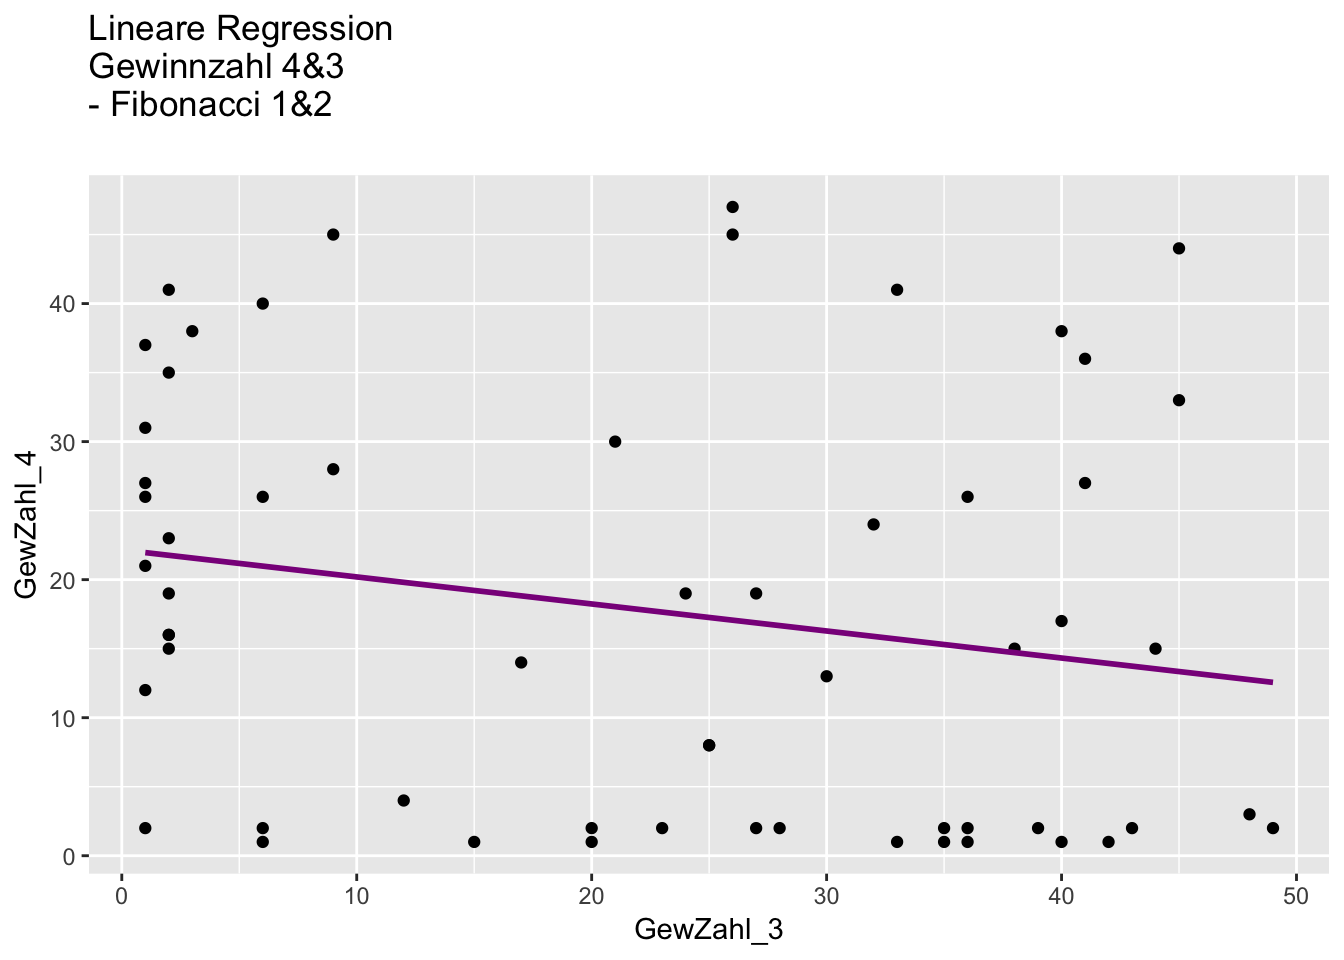 Lineare Regression
Gewinnzahl 4&3
- Fibonacci 1&2
GewZahl_4
40
30
20
10
0
0 10 20 30 40 50
GewZahl_3